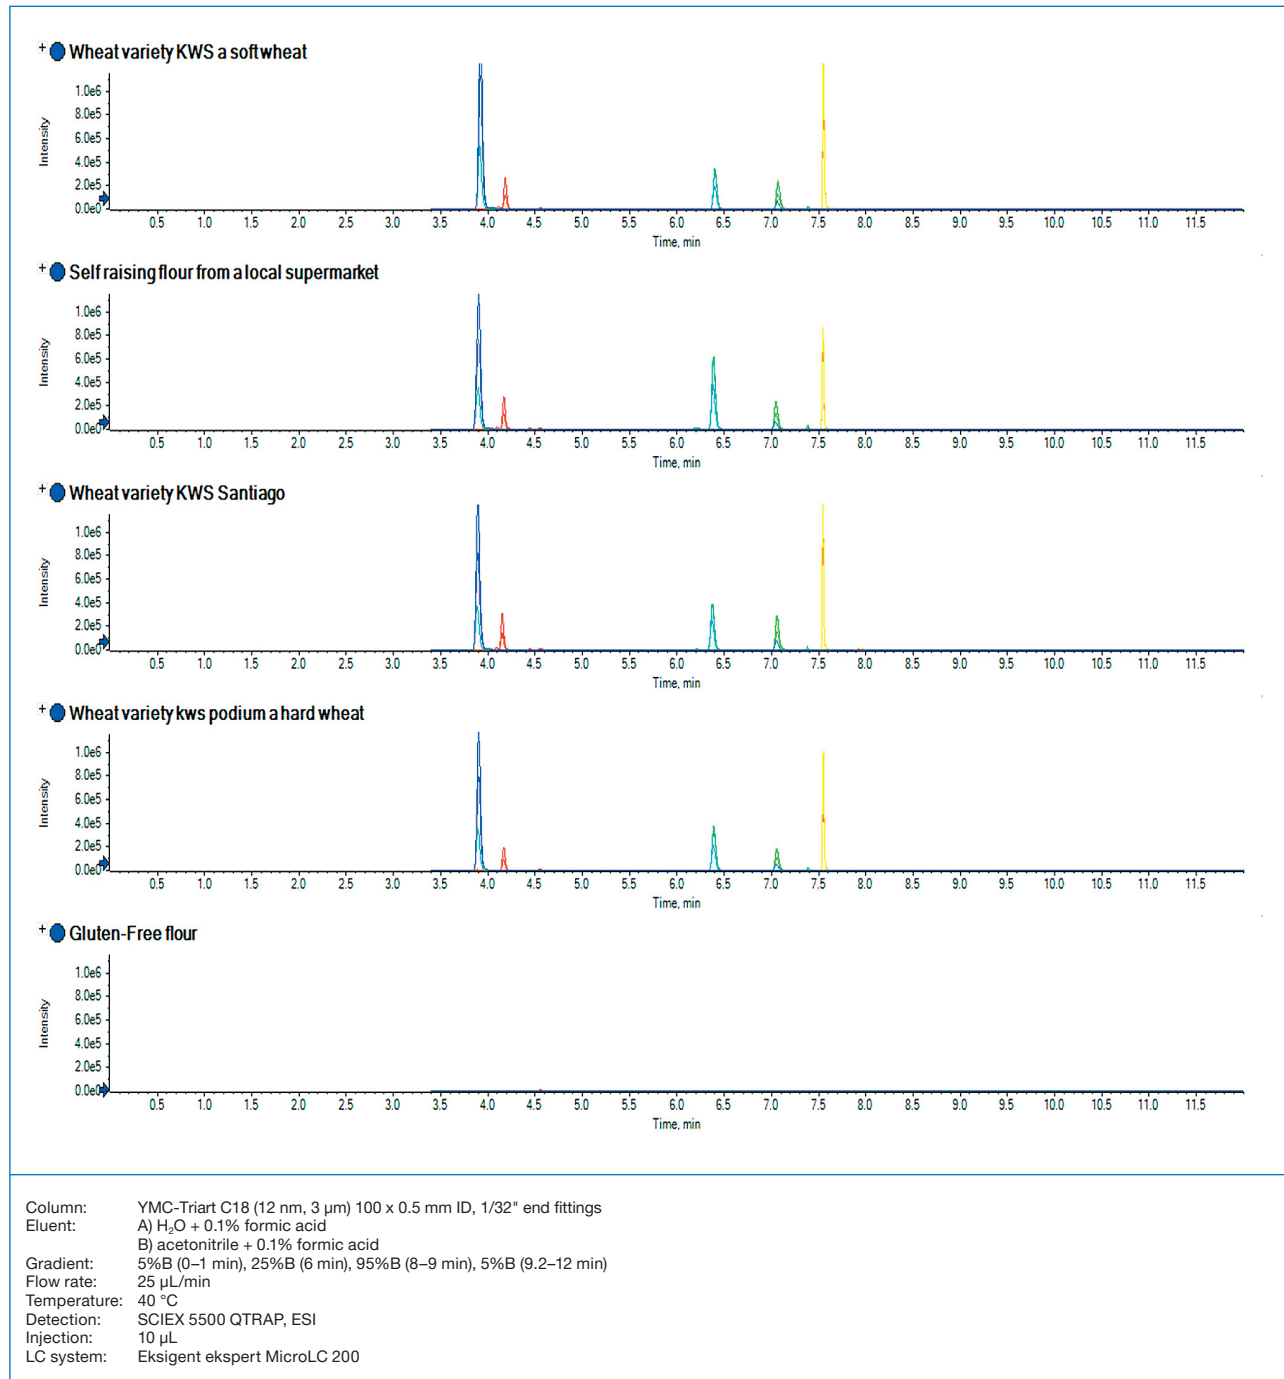 + Wheat variety KWS a soft wheat
Intensity
1.0e6
8.0e5
6.0e5
4.0e5
2.0e5
0.0e0
0.5 1.0 1.5 2.0 2.5 3.0 3.5 4.0 4.5 5.0 5.5 6.0 6.5 7.0 7.5 8.0 8.5 9.0 9.5 10.0 10.5 11.0 11.5
Time, min
+ Self raising flour from a local supermarket
Intensity
1.0e6
8.0e5
6.0e5
4.0e5
2.0e5
0.0e0
0.5 1.0 1.5 2.0 2.5 3.0 3.5 4.0 4.5 5.0 5.5 6.0 6.5 7.0 7.5 8.0 8.5 9.0 9.5 10.0 10.5 11.0 11.5
Time, min
+ Wheat variety KWS Santiago
Intensity
1.0e6
8.0e5
6.0e5
4.0e5
2.0e5
0.0e0
0.5 1.0 1.5 2.0 2.5 3.0 3.5 4.0 4.5 5.0 5.5 6.0 6.5 7.0 7.5 8.0 8.5 9.0 9.5 10.0 10.5 11.0 11.5
Time, min
+ Wheat variety kws podium a hard wheat
Intensity
1.0e6
8.0e5
6.0e5
4.0e5
2.0e5
0.0e0
0.5 1.0 1.5 2.0 2.5 3.0 3.5 4.0 4.5 5.0 5.5 6.0 6.5 7.0 7.5 8.0 8.5 9.0 9.5 10.0 10.5 11.0 11.5
Time, min
+ Gluten-Free flour
Intensity
1.0e6
8.0e5
6.0e5
4.0e5
2.0e5
0.0e0
0.5 1.0 1.5 2.0 2.5 3.0 3.5 4.0 4.5 5.0 5.5 6.0 6.5 7.0 7.5 8.0 8.5 9.0 9.5 10.0 10.5 11.0 11.5
Time, min
Column: YMC-Triart C18 (12 nm, 3 µm) 100 x 0.5 mm ID, 1/32" end fittings
Eluent: A) H₂O + 0.1% formic acid
B) acetonitrile + 0.1% formic acid
Gradient: 5%B (0–1 min), 25%B (6 min), 95%B (8–9 min), 5%B (9.2–12 min)
Flow rate: 25 µL/min
Temperature: 40 °C
Detection: SCIEX 5500 QTRAP, ESI
Injection: 10 µL
LC system: Eksigent ekspert MicroLC 200